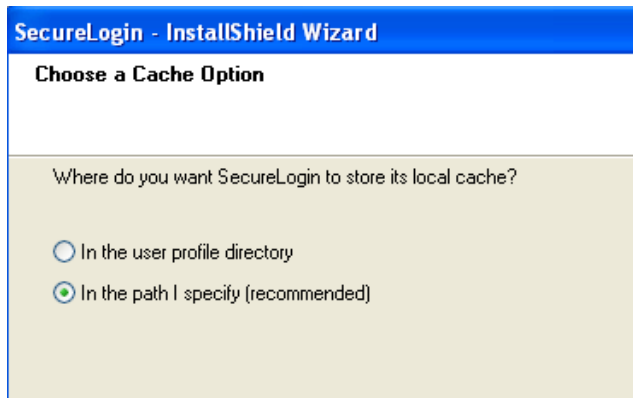 SecureLogin - InstallShield Wizard
Choose a Cache Option
Where do you want SecureLogin to store its local cache?
In the user profile directory
In the path I specify (recommended)